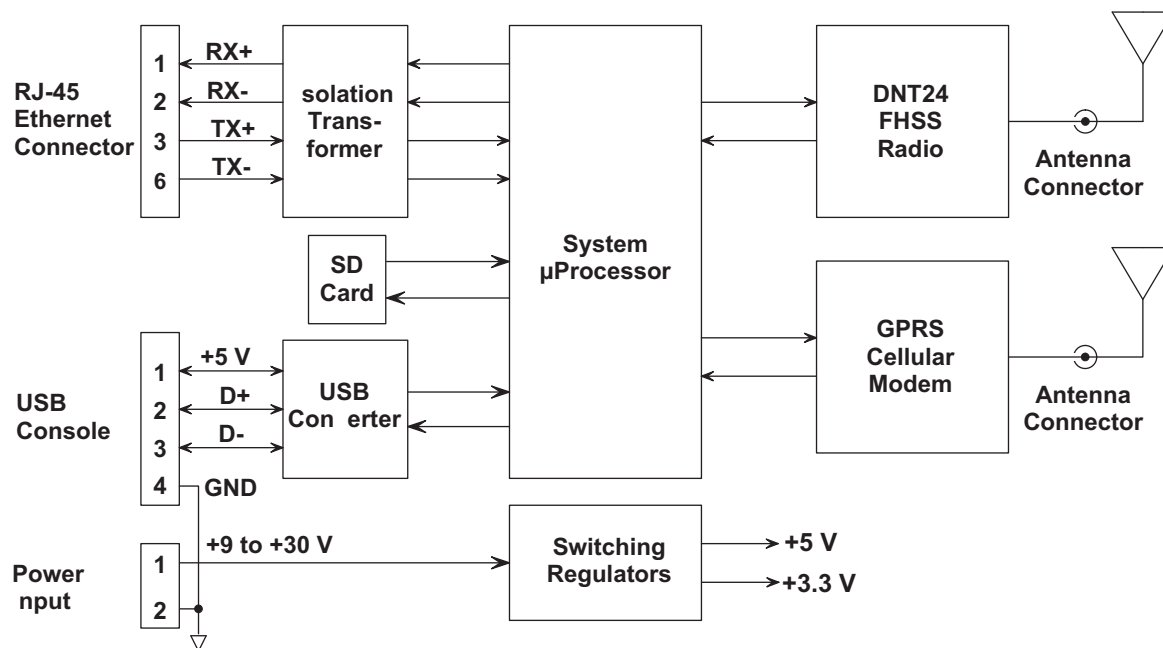 RJ-45
Ethernet
Connector
1
2
3
6
RX+
RX-
TX+
TX-
solation
Trans-
former
SD
Card
System
µProcessor
DNT24
FHSS
Radio
Antenna
Connector
GPRS
Cellular
Modem
Antenna
Connector
USB
Console
1
2
3
4
+5 V
D+
D-
GND
USB
Con erter
Power
nput
1
2
+9 to +30 V
Switching
Regulators
+5 V
+3.3 V